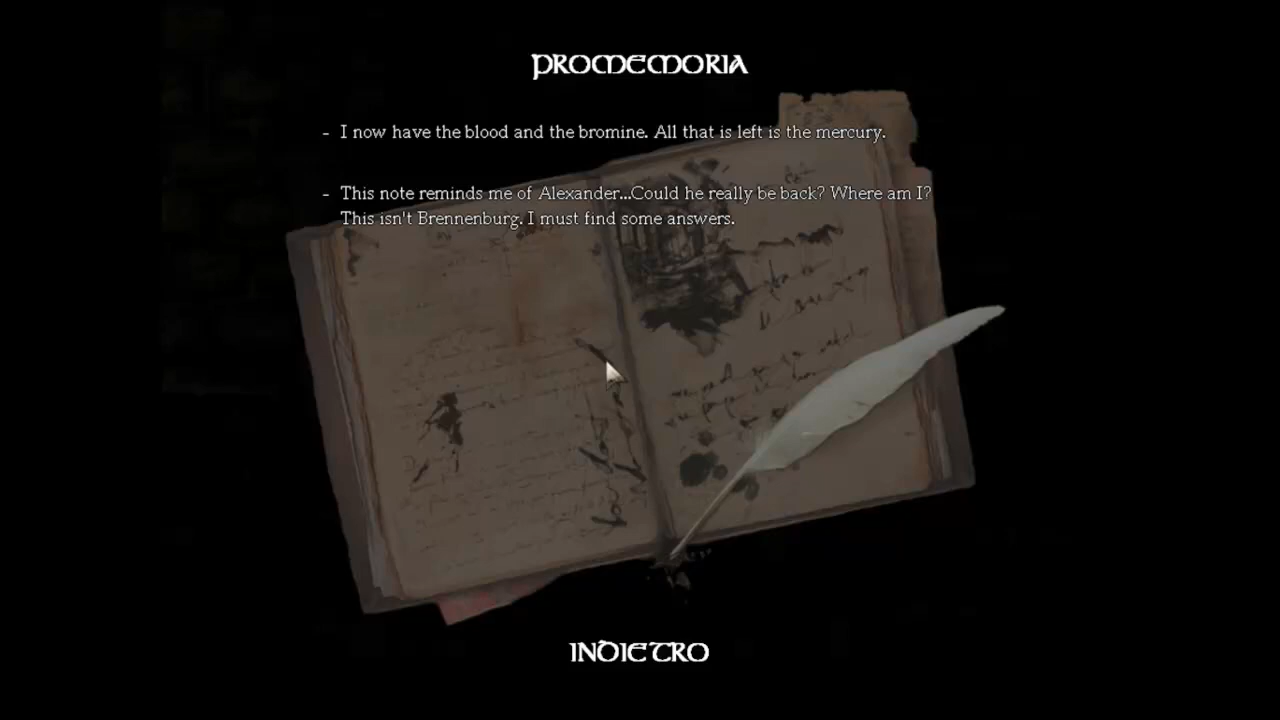 PROMEMORIA
- I now have the blood and the bromine. All that is left is the mercury.
- This note reminds me of Alexander...Could he really be back? Where am I?
This isn't Brennenburg. I must find some answers.
INDIETRO